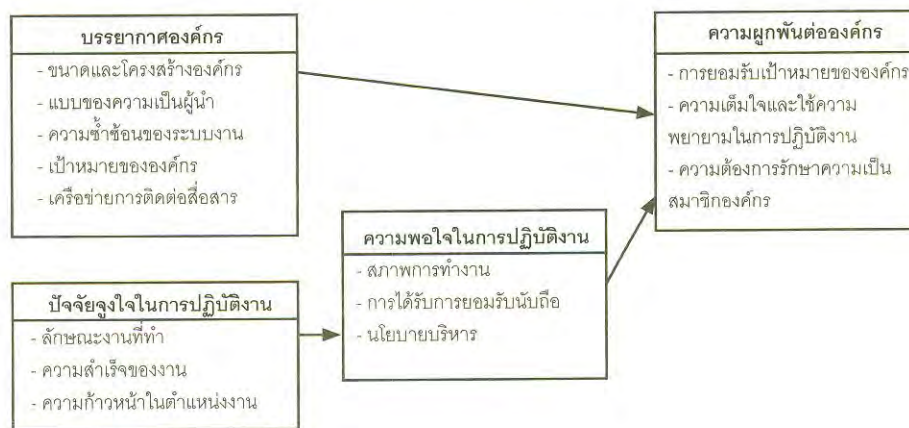 บรรยากาศองค์กร
- ขนาดและโครงสร้างองค์กร
- แบบของความเป็นผู้นำ
- ความซ้ำซ้อนของระบบงาน
- เป้าหมายขององค์กร
- เครือข่ายการติดต่อสื่อสาร
ความผูกพันต่อองค์กร
- การยอมรับเป้าหมายขององค์กร
- ความเต็มใจและใช้ความ
พยายามในการปฏิบัติงาน
- ความต้องการรักษาความเป็น
สมาชิกองค์กร
ความพอใจในการปฏิบัติงาน
- สภาพการทำงาน
- การได้รับการยอมรับนับถือ
- นโยบายบริหาร
ปัจจัยจูงใจในการปฏิบัติงาน
- ลักษณะงานที่ทำ
- ความสำเร็จของงาน
- ความก้าวหน้าในตำแหน่งงาน